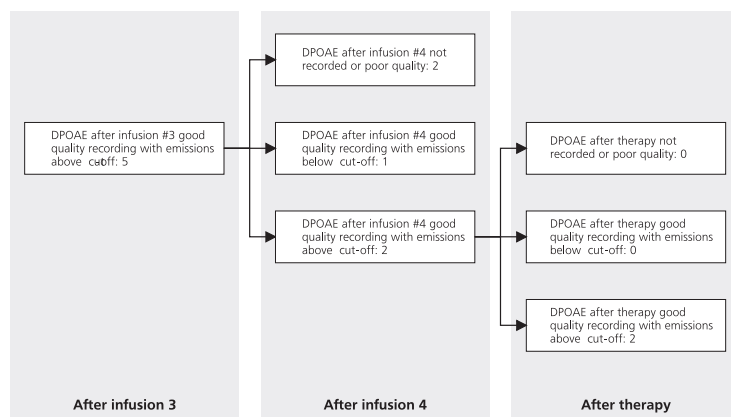 DPOAE after infusion #3 good
quality recording with emissions
above cut-off: 5
DPOAE after infusion #4 not
recorded or poor quality: 2
DPOAE after infusion #4 good
quality recording with emissions
below cut-off: 1
DPOAE after infusion #4 good
quality recording with emissions
above cut-off: 2
DPOAE after therapy not
recorded or poor quality: 0
DPOAE after therapy good
quality recording with emissions
below cut-off: 0
DPOAE after therapy good
quality recording with emissions
above cut-off: 2
After infusion 3
After infusion 4
After therapy